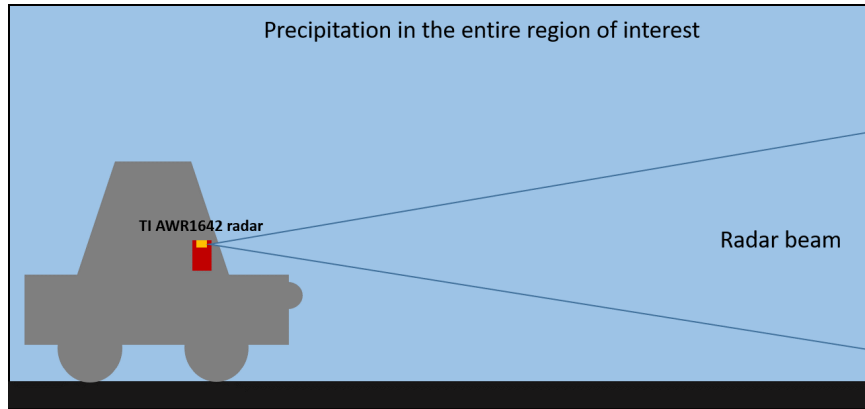 Precipitation in the entire region of interest
TI AWR1642 radar
Radar beam